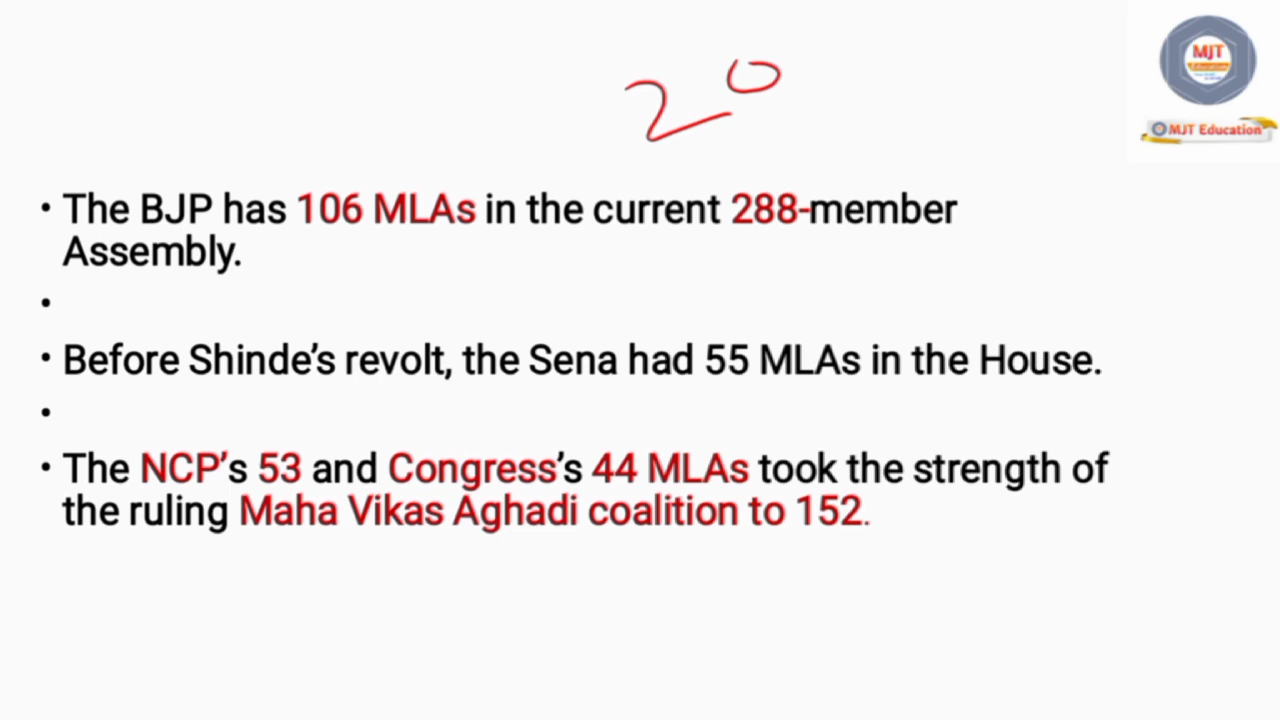 MJT
Education
MJT Education
20
• The BJP has 106 MLAs in the current 288-member
Assembly.
•
• Before Shinde’s revolt, the Sena had 55 MLAs in the House.
•
• The NCP’s 53 and Congress’s 44 MLAs took the strength of
the ruling Maha Vikas Aghadi coalition to 152.